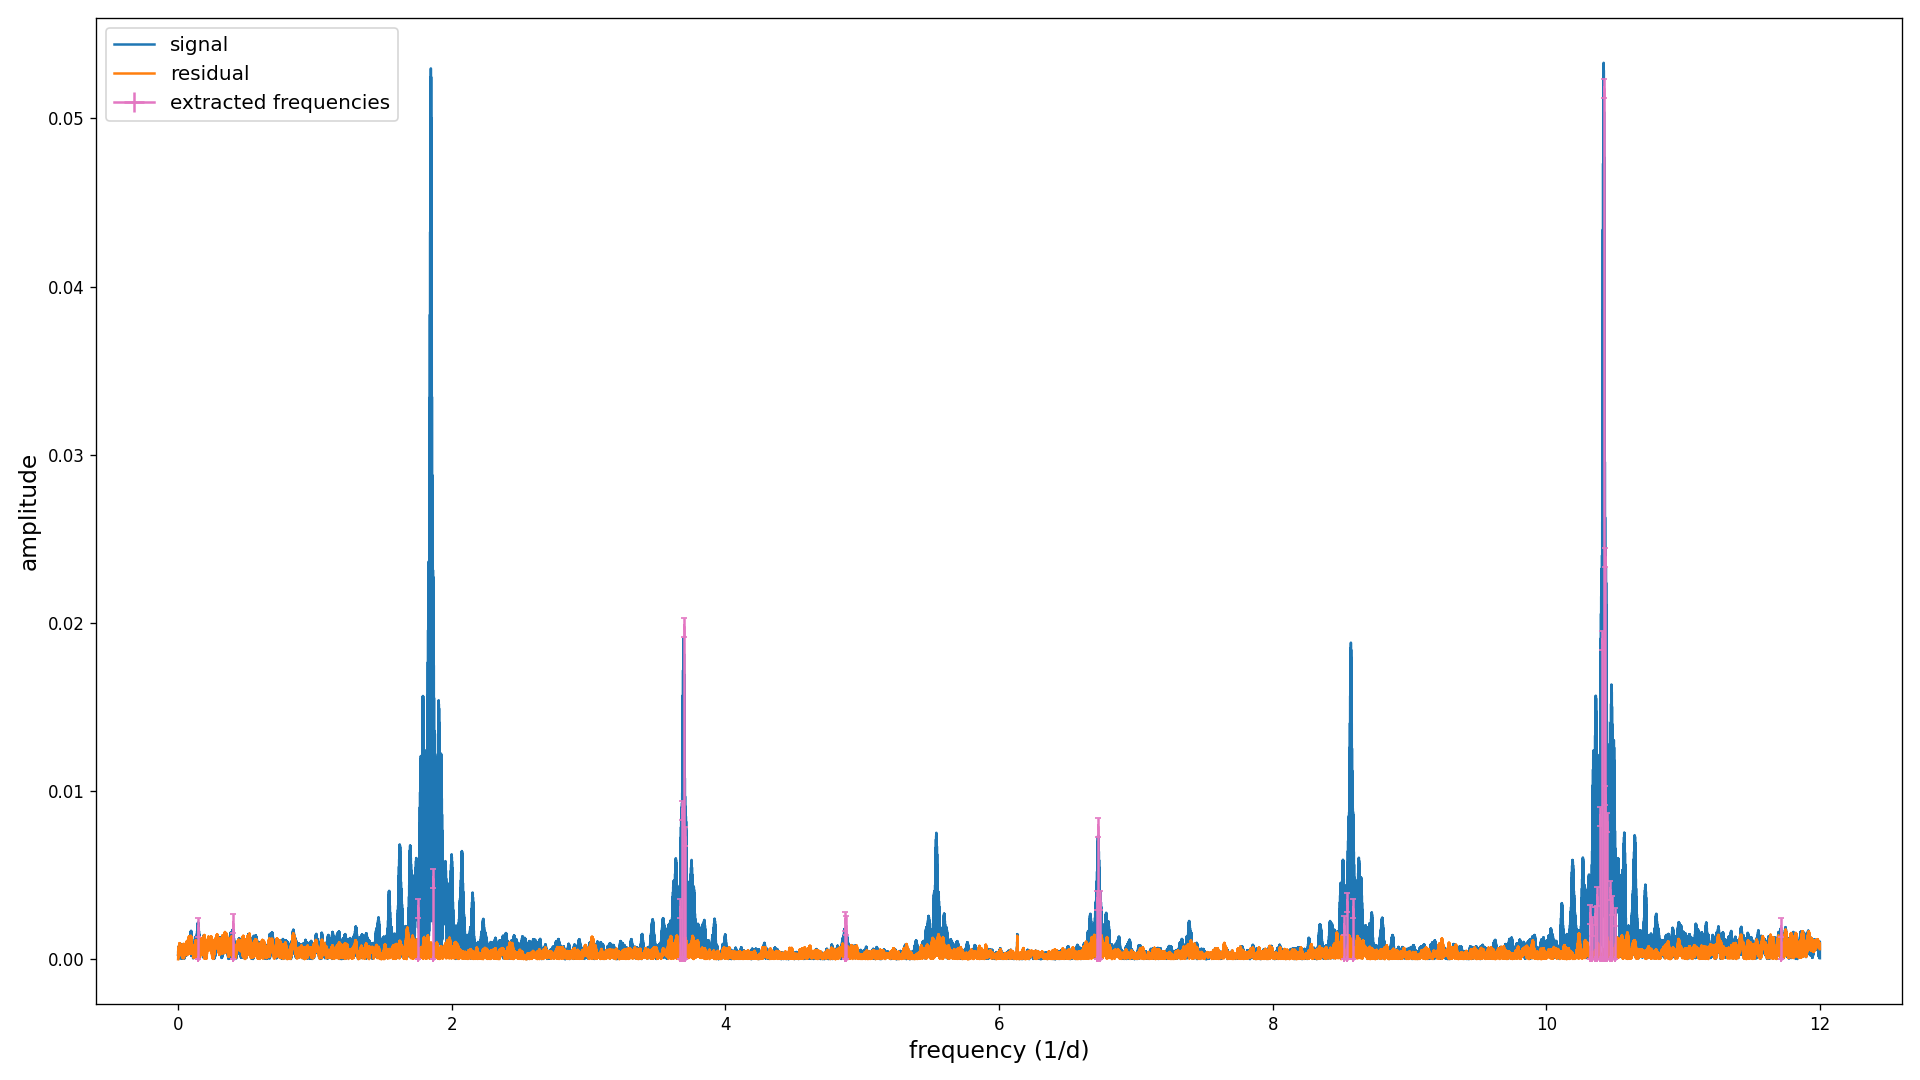 signal
residual
extracted frequencies
amplitude
0.05
0.04
0.03
0.02
0.01
0.00
0 2 4 6 8 10 12
frequency (1/d)